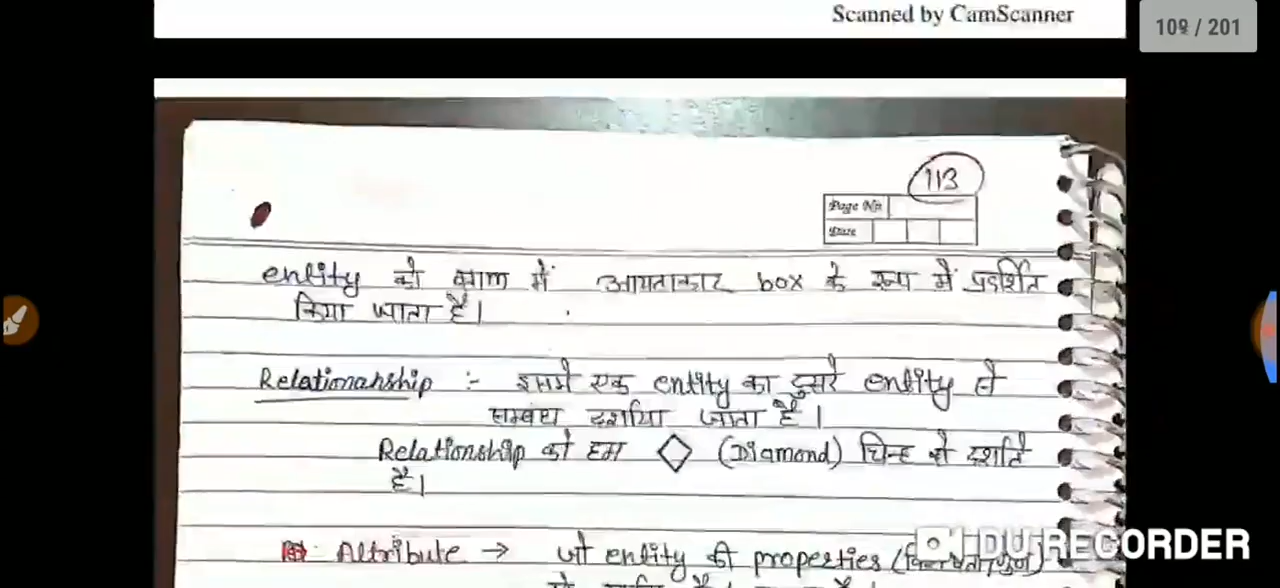 Scanned by CamScanner
109 / 201
113
Page No.
Date
entity को ग्राफ में आयताकार box के रूप में प्रदर्शित
किया जाता है।
Relationahship :- इसमे एक entity का दुसरे entity से
सम्बंध दर्शाया जाता है।
Relationship को हम ◇ (Diamond) चिन्ह से दर्शाते
है।
Attribute → जो entity की properties
DU RECORDER